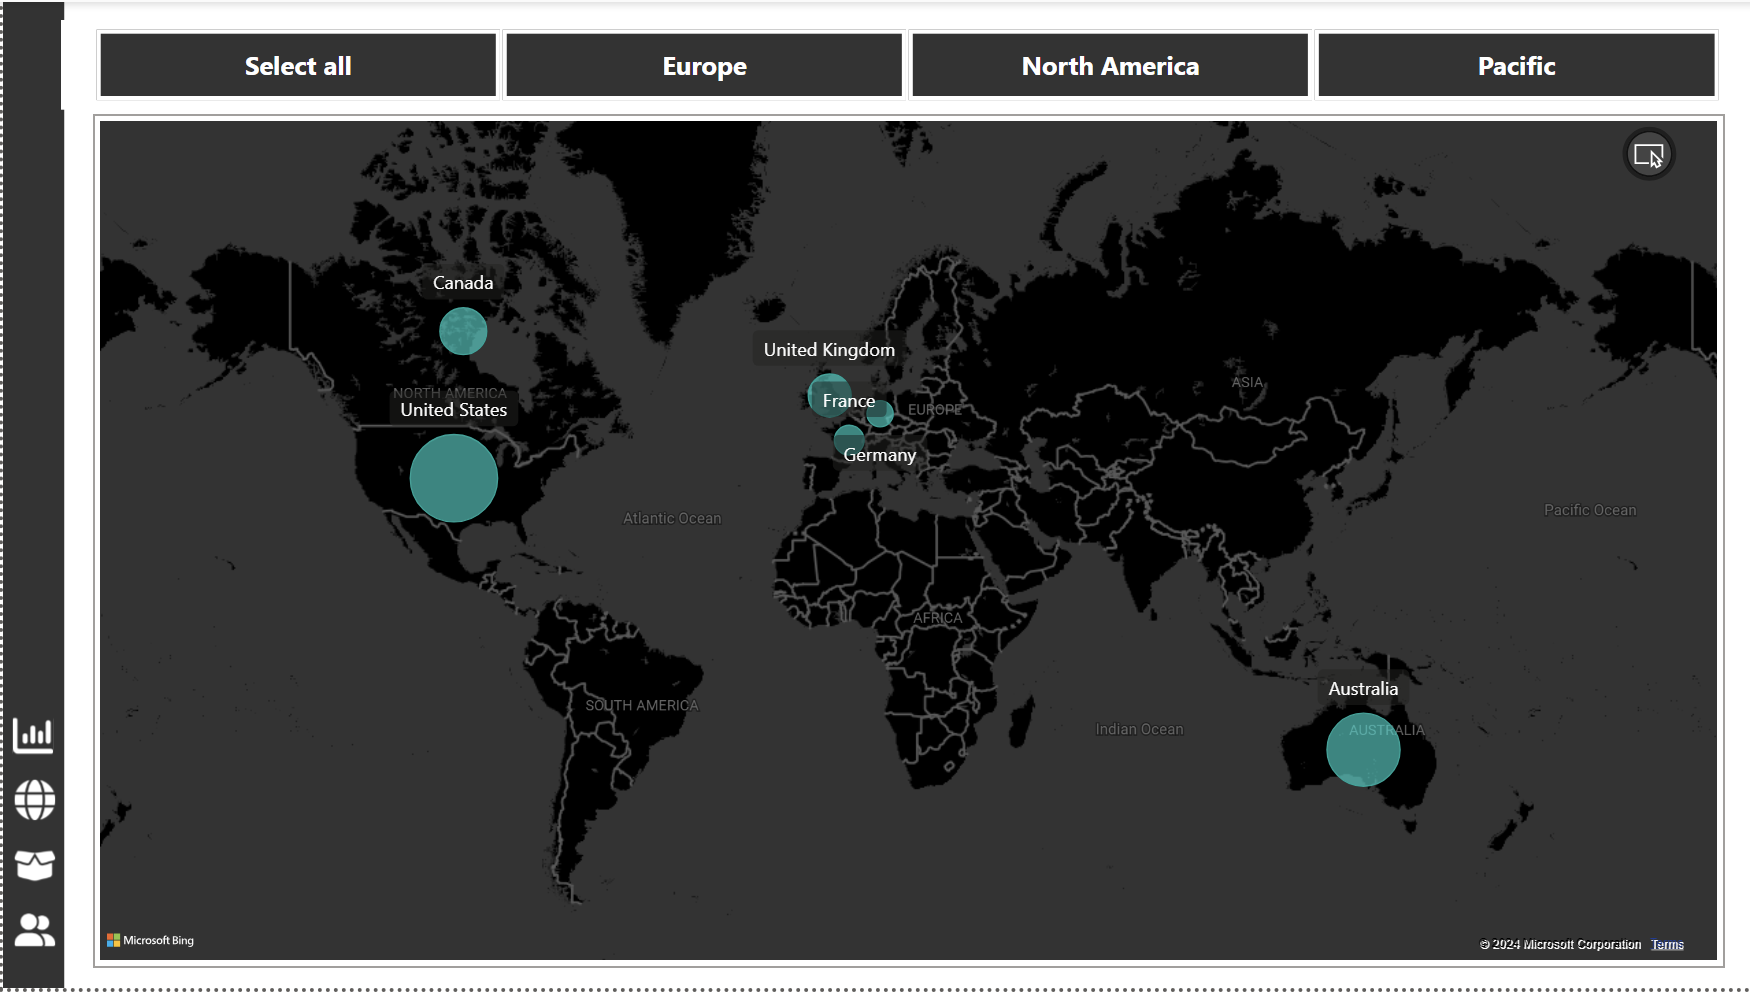 Select all
Europe
North America
Pacific
Canada
NORTH AMERICA
United States
United Kingdom
France
EUROPE
Germany
ASIA
Atlantic Ocean
Pacific Ocean
AFRICA
SOUTH AMERICA
Australia
AUSTRALIA
Indian Ocean
Microsoft Bing
© 2024 Microsoft Corporation Terms